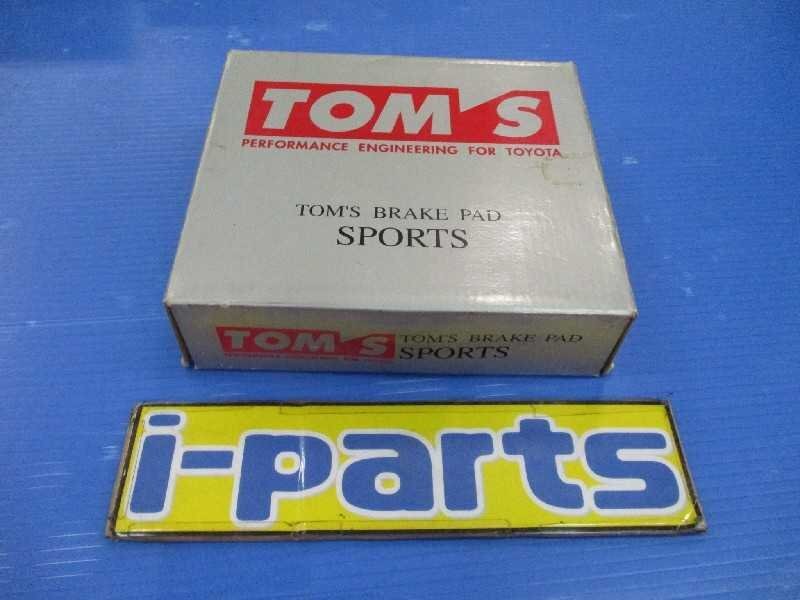 TOM'S
PERFORMANCE ENGINEERING FOR TOYOTA
TOM'S BRAKE PAD
SPORTS
TOM'S
TOM'S BRAKE PAD
SPORTS
i-parts